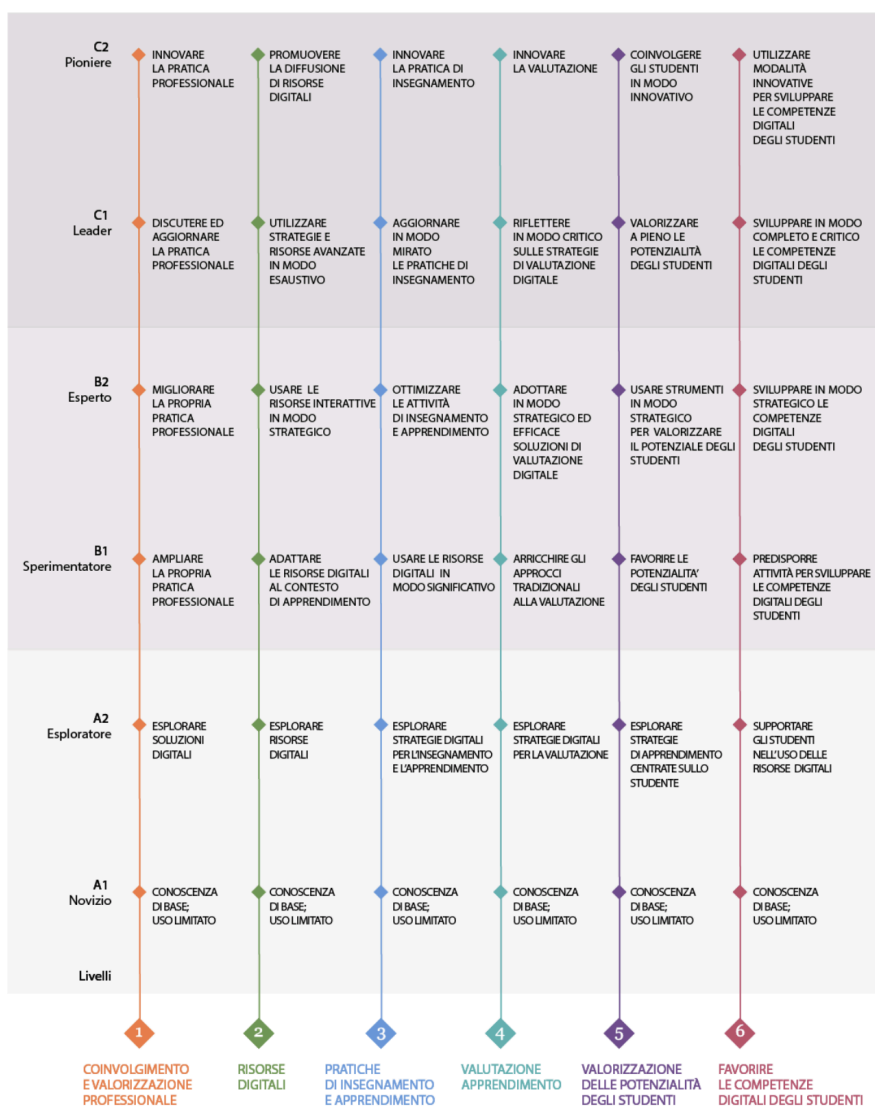 C2
Pioniere
INNOVARE
LA PRATICA
PROFESSIONALE
PROMUOVERE
LA DIFFUSIONE
DI RISORSE
DIGITALI
INNOVARE
LA PRATICA DI
INSEGNAMENTO
INNOVARE
LA VALUTAZIONE
COINVOLGERE
GLI STUDENTI
IN MODO
INNOVATIVO
UTILIZZARE
MODALITÀ
INNOVATIVE
PER SVILUPPARE
LE COMPETENZE
DIGITALI
DEGLI STUDENTI
C1
Leader
DISCUTERE ED
AGGIORNARE
LA PRATICA
PROFESSIONALE
UTILIZZARE
STRATEGIE E
RISORSE AVANZATE
IN MODO
ESAUSTIVO
AGGIORNARE
IN MODO
MIRATO
LE PRATICHE DI
INSEGNAMENTO
RIFLETTERE
IN MODO CRITICO
SULLE STRATEGIE
DI VALUTAZIONE
DIGITALE
VALORIZZARE
A PIENO LE
POTENZIALITÀ
DEGLI STUDENTI
SVILUPPARE IN MODO
COMPLETO E CRITICO
LE COMPETENZE
DIGITALI DEGLI
STUDENTI
B2
Esperto
MIGLIORARE
LA PROPRIA
PRATICA
PROFESSIONALE
USARE LE
RISORSE INTERATTIVE
IN MODO
STRATEGICO
OTTIMIZZARE
LE ATTIVITÀ
DI INSEGNAMENTO
E APPRENDIMENTO
ADOTTARE
IN MODO
STRATEGICO ED
EFFICACE
SOLUZIONI DI
VALUTAZIONE
DIGITALE
USARE STRUMENTI
IN MODO
STRATEGICO
PER VALORIZZARE
IL POTENZIALE DEGLI
STUDENTI
SVILUPPARE IN MODO
STRATEGICO LE
COMPETENZE
DIGITALI
DEGLI STUDENTI
B1
Sperimentatore
AMPLIARE
LA PROPRIA
PRATICA
PROFESSIONALE
ADATTARE
LE RISORSE DIGITALI
AL CONTESTO
DI APPRENDIMENTO
USARE LE RISORSE
DIGITALI IN
MODO SIGNIFICATIVO
ARRICCHIRE GLI
APPROCCI
TRADIZIONALI
ALLA VALUTAZIONE
FAVORIRE LE
POTENZIALITA'
DEGLI STUDENTI
PREDISPORRE
ATTIVITÀ PER SVILUPPARE
LE COMPETENZE
DIGITALI DEGLI
STUDENTI
A2
Esploratore
ESPLORARE
SOLUZIONI
DIGITALI
ESPLORARE
RISORSE
DIGITALI
ESPLORARE
STRATEGIE DIGITALI
PER L'INSEGNAMENTO
E L'APPRENDIMENTO
ESPLORARE
STRATEGIE DIGITALI
PER LA VALUTAZIONE
ESPLORARE
STRATEGIE
DI APPRENDIMENTO
CENTRATE SULLO
STUDENTE
SUPPORTARE
GLI STUDENTI
NELL'USO DELLE
RISORSE DIGITALI
A1
Novizio
CONOSCENZA
DI BASE;
USO LIMITATO
CONOSCENZA
DI BASE;
USO LIMITATO
CONOSCENZA
DI BASE;
USO LIMITATO
CONOSCENZA
DI BASE;
USO LIMITATO
CONOSCENZA
DI BASE;
USO LIMITATO
CONOSCENZA
DI BASE;
USO LIMITATO
Livelli
1
COINVOLGIMENTO
E VALORIZZAZIONE
PROFESSIONALE
2
RISORSE
DIGITALI
3
PRATICHE
DI INSEGNAMENTO
E APPRENDIMENTO
4
VALUTAZIONE
APPRENDIMENTO
5
VALORIZZAZIONE
DELLE POTENZIALITÀ
DEGLI STUDENTI
6
FAVORIRE
LE COMPETENZE
DIGITALI DEGLI STUDENTI